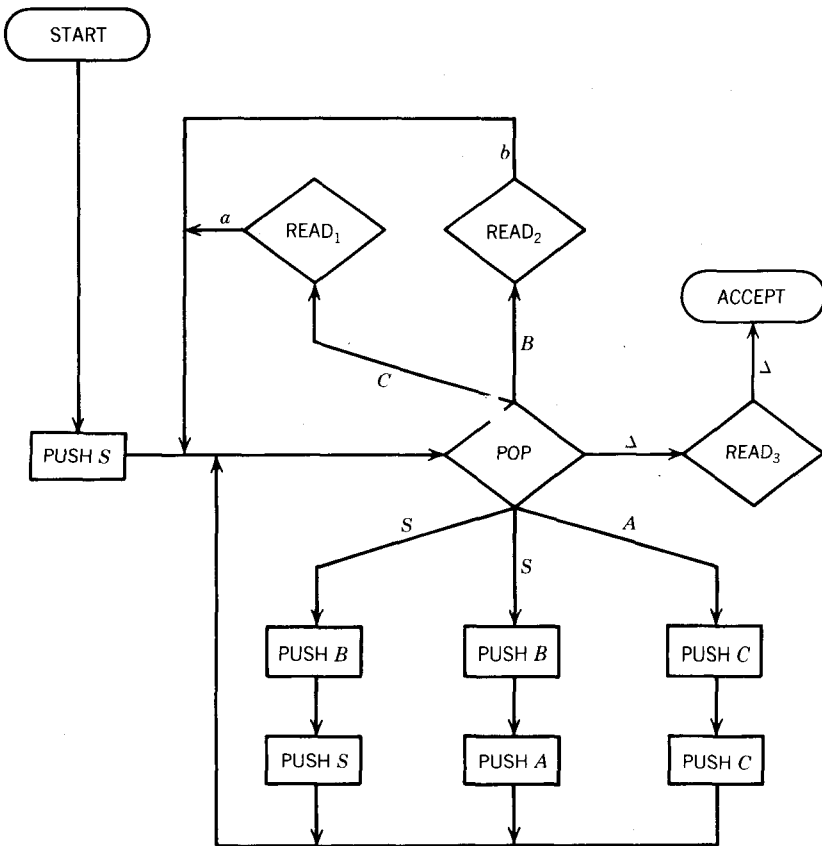 START
b
a
READ₁
READ₂
ACCEPT
B
C
Δ
PUSH S
POP
Δ
READ₃
S
A
S
PUSH B
PUSH B
PUSH C
PUSH S
PUSH A
PUSH C